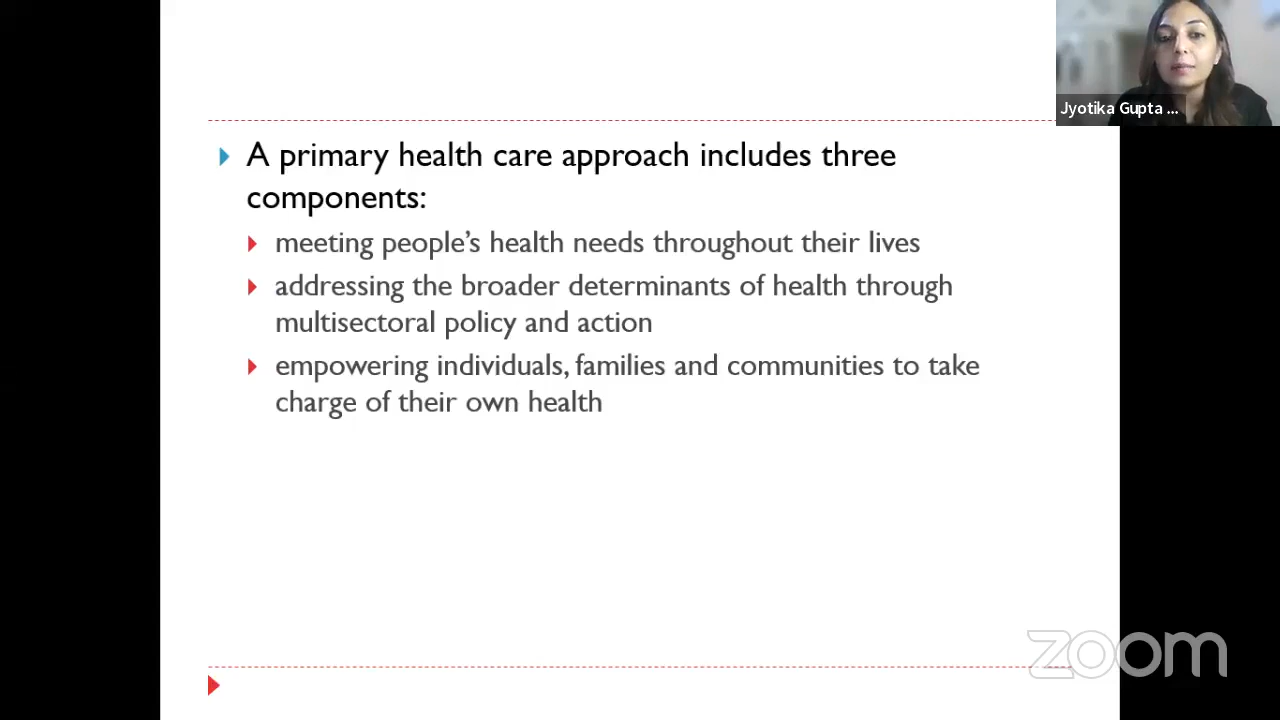 Jyotika Gupta ...
A primary health care approach includes three
components:
meeting people’s health needs throughout their lives
addressing the broader determinants of health through
multisectoral policy and action
empowering individuals, families and communities to take
charge of their own health
zoom